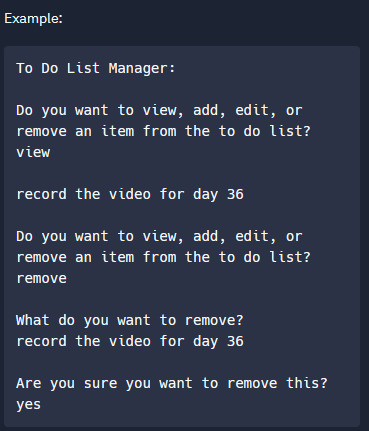 Example:
To Do List Manager:
Do you want to view, add, edit, or
remove an item from the to do list?
view
record the video for day 36
Do you want to view, add, edit, or
remove an item from the to do list?
remove
What do you want to remove?
record the video for day 36
Are you sure you want to remove this?
yes